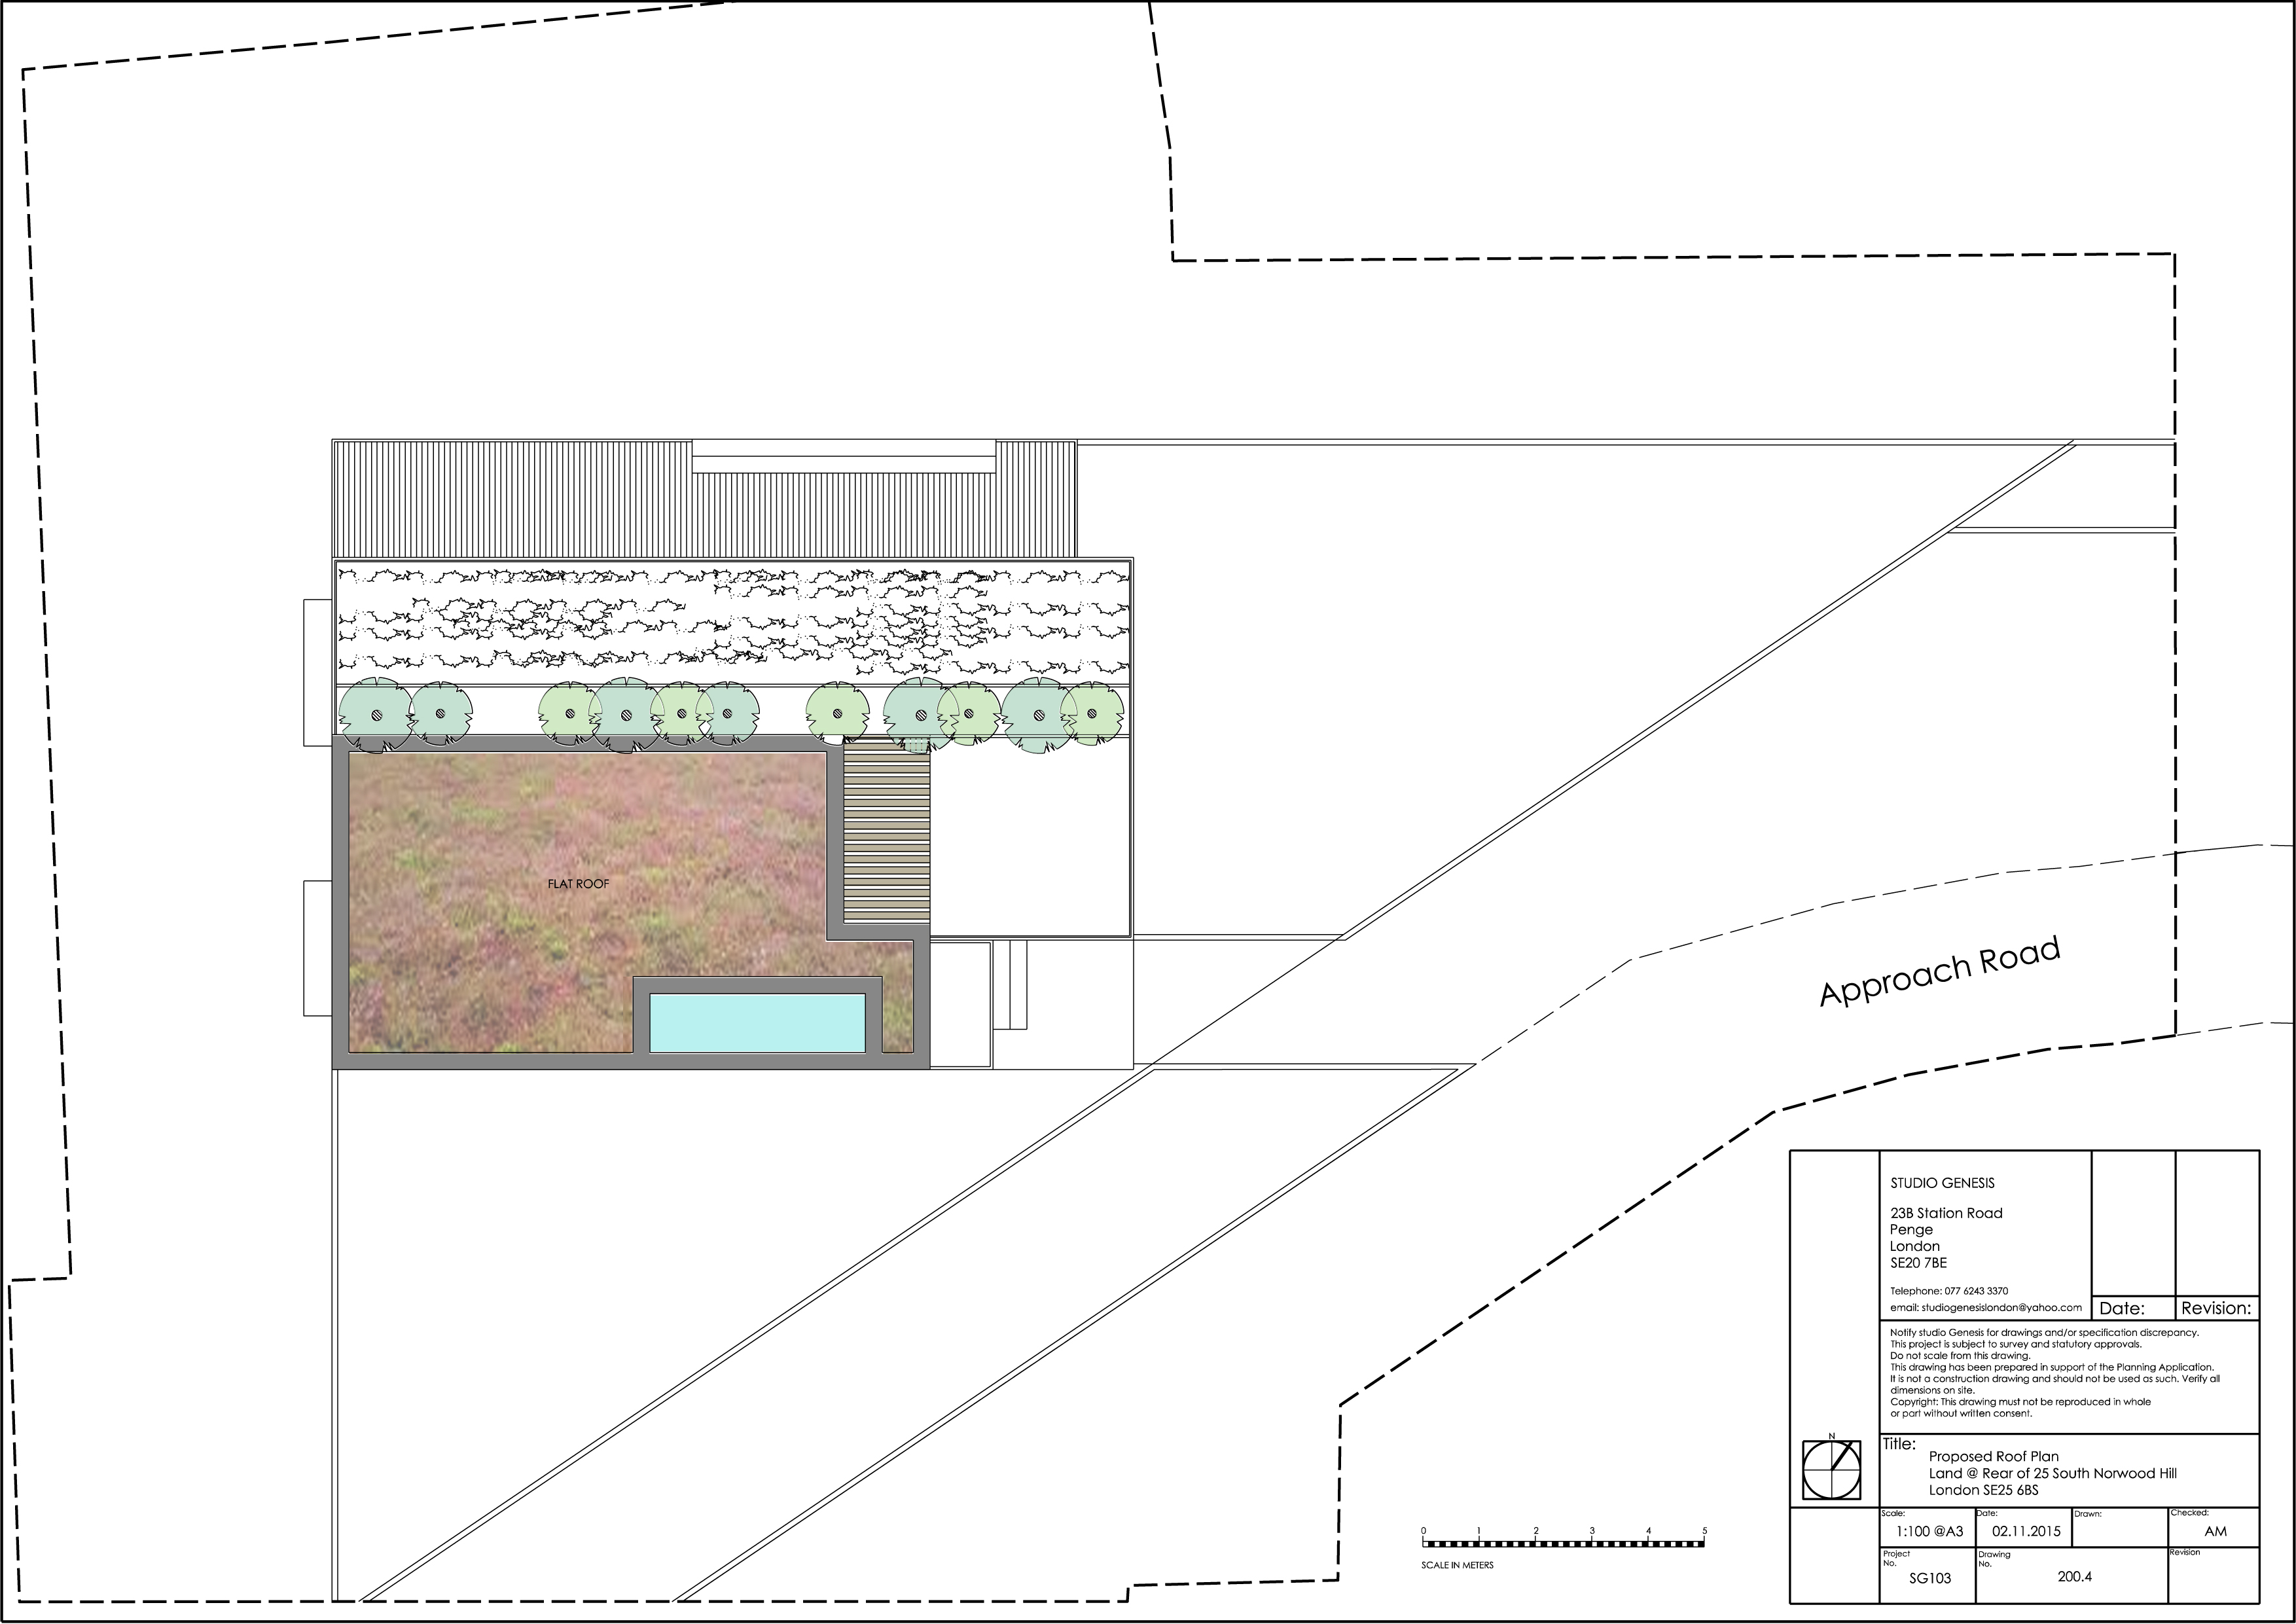 FLAT ROOF
Approach Road
STUDIO GENESIS
23B Station Road
Penge
London
SE20 7BE
Telephone: 077 6243 3370
email: studiogenesislondon@yahoo.com
Date:
Revision:
Notify studio Genesis for drawings and/or specification discrepancy.
This project is subject to survey and statutory approvals.
Do not scale from this drawing.
This drawing has been prepared in support of the Planning Application.
It is not a construction drawing and should not be used as such. Verify all
dimensions on site.
Copyright: This drawing must not be reproduced in whole
or part without written consent.
N
Title:
Proposed Roof Plan
Land @ Rear of 25 South Norwood Hill
London SE25 6BS
Scale:
1:100 @A3
Date:
02.11.2015
Drawn:
Checked:
AM
Project
No.
SG103
Drawing
No.
200.4
Revision
0 1 2 3 4 5
SCALE IN METERS